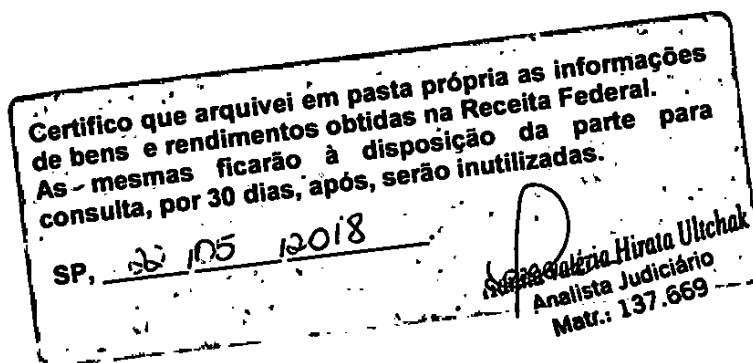 Certifico que arquivei em pasta própria as informações
de bens e rendimentos obtidas na Receita Federal.
As mesmas ficarão à disposição da parte para
consulta, por 30 dias, após, serão inutilizadas.
SP, 22 / 05 / 2018.
Valéria Hirata Ultchak
Analista Judiciário
Matr.: 137.669